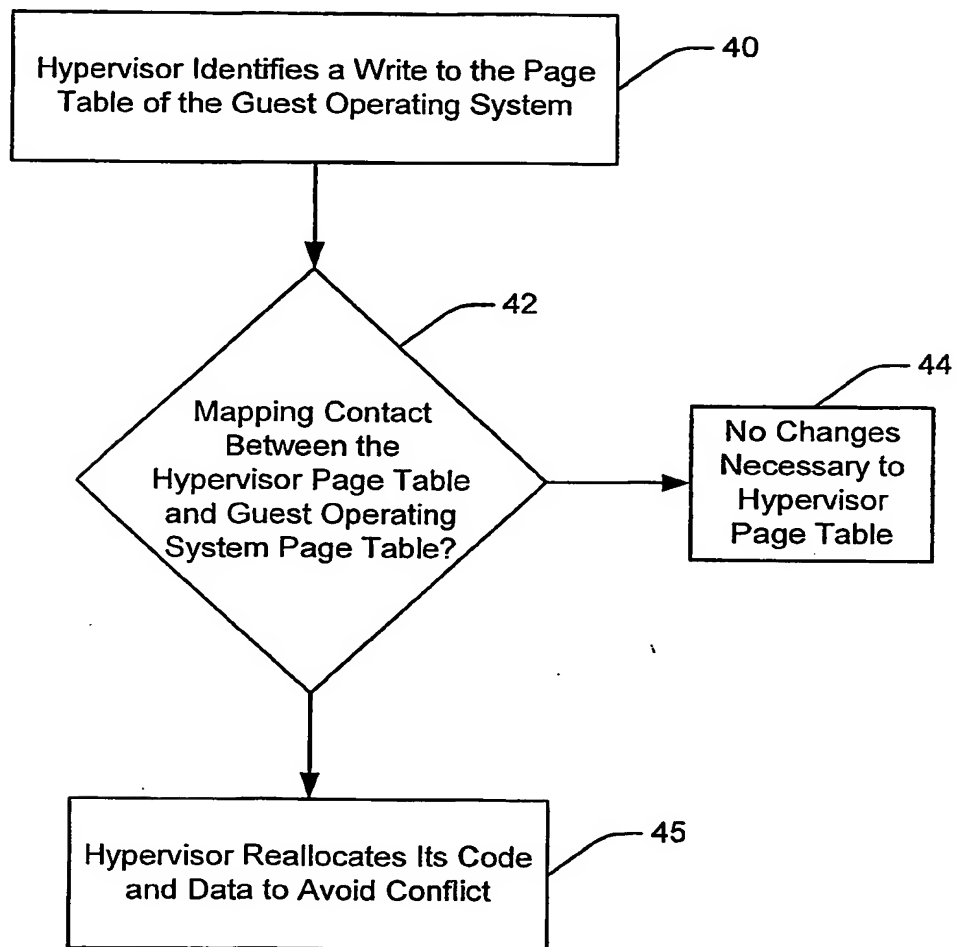 Hypervisor Identifies a Write to the Page
Table of the Guest Operating System
40
42
Mapping Contact
Between the
Hypervisor Page Table
and Guest Operating
System Page Table?
44
No Changes
Necessary to
Hypervisor
Page Table
45
Hypervisor Reallocates Its Code
and Data to Avoid Conflict